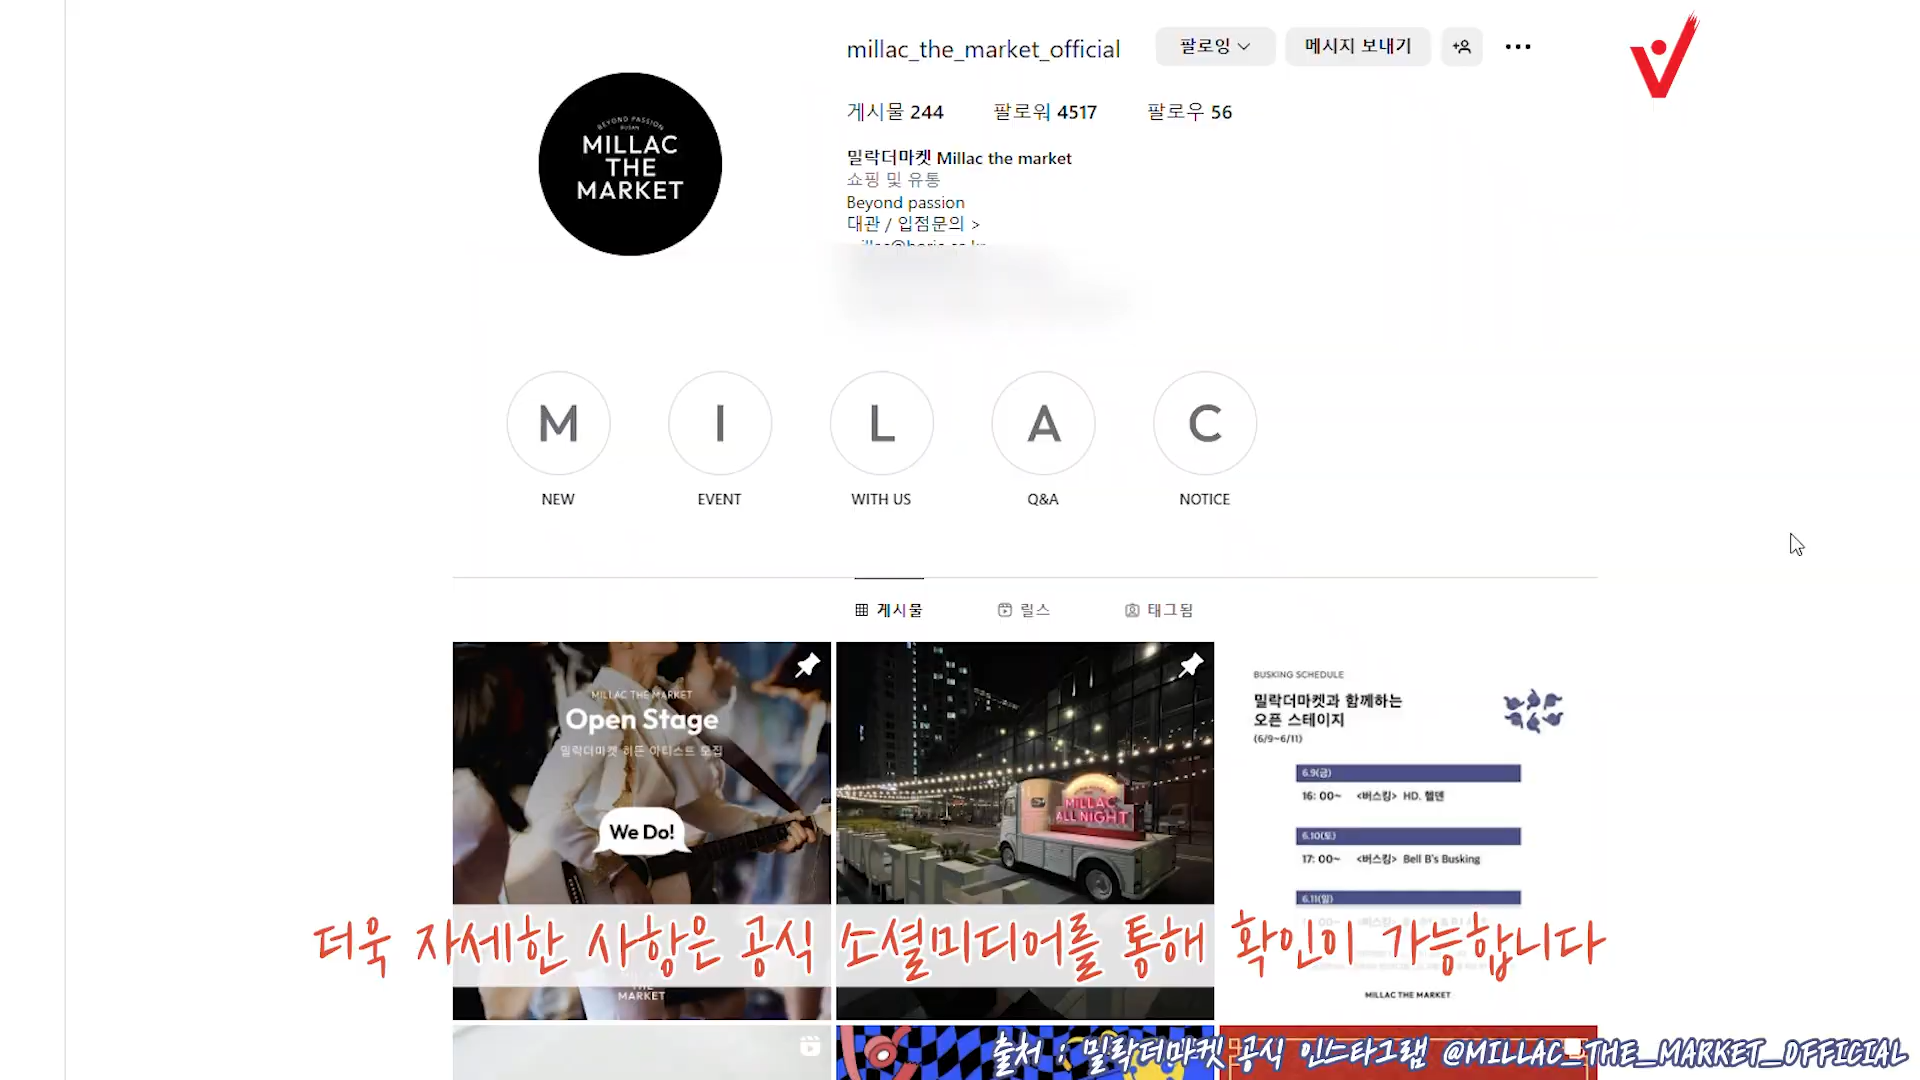 millac_the_market_official
팔로잉
메시지 보내기
게시물 244
팔로워 4517
팔로우 56
BEYOND PASSION
BUSAN
MILLAC
THE
MARKET
밀락더마켓 Millac the market
쇼핑 및 유통
Beyond passion
대관 / 입점문의 >
M
I
L
A
C
NEW
EVENT
WITH US
Q&A
NOTICE
게시물
릴스
태그됨
MILLAC THE MARKET
Open Stage
밀락더마켓 히든 아티스트 모집
We Do!
THE
MARKET
MILLAC
ALL NIGHT
BUSKING SCHEDULE
밀락더마켓과 함께하는
오픈 스테이지
(6/9~6/11)
6.9(금)
16: 00~ <버스킹> HD. 헬덴
6.10(토)
17: 00~ <버스킹> Bell B's Busking
6.11(일)
MILLAC THE MARKET
더욱 자세한 사항은 공식 소셜미디어를 통해 확인이 가능합니다
출처 : 밀락더마켓 공식 인스타그램 @MILLAC_THE_MARKET_OFFICIAL